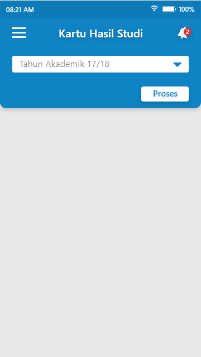 08:21 AM 100%
Kartu Hasil Studi
2
Tahun Akademik 17/18
Proses